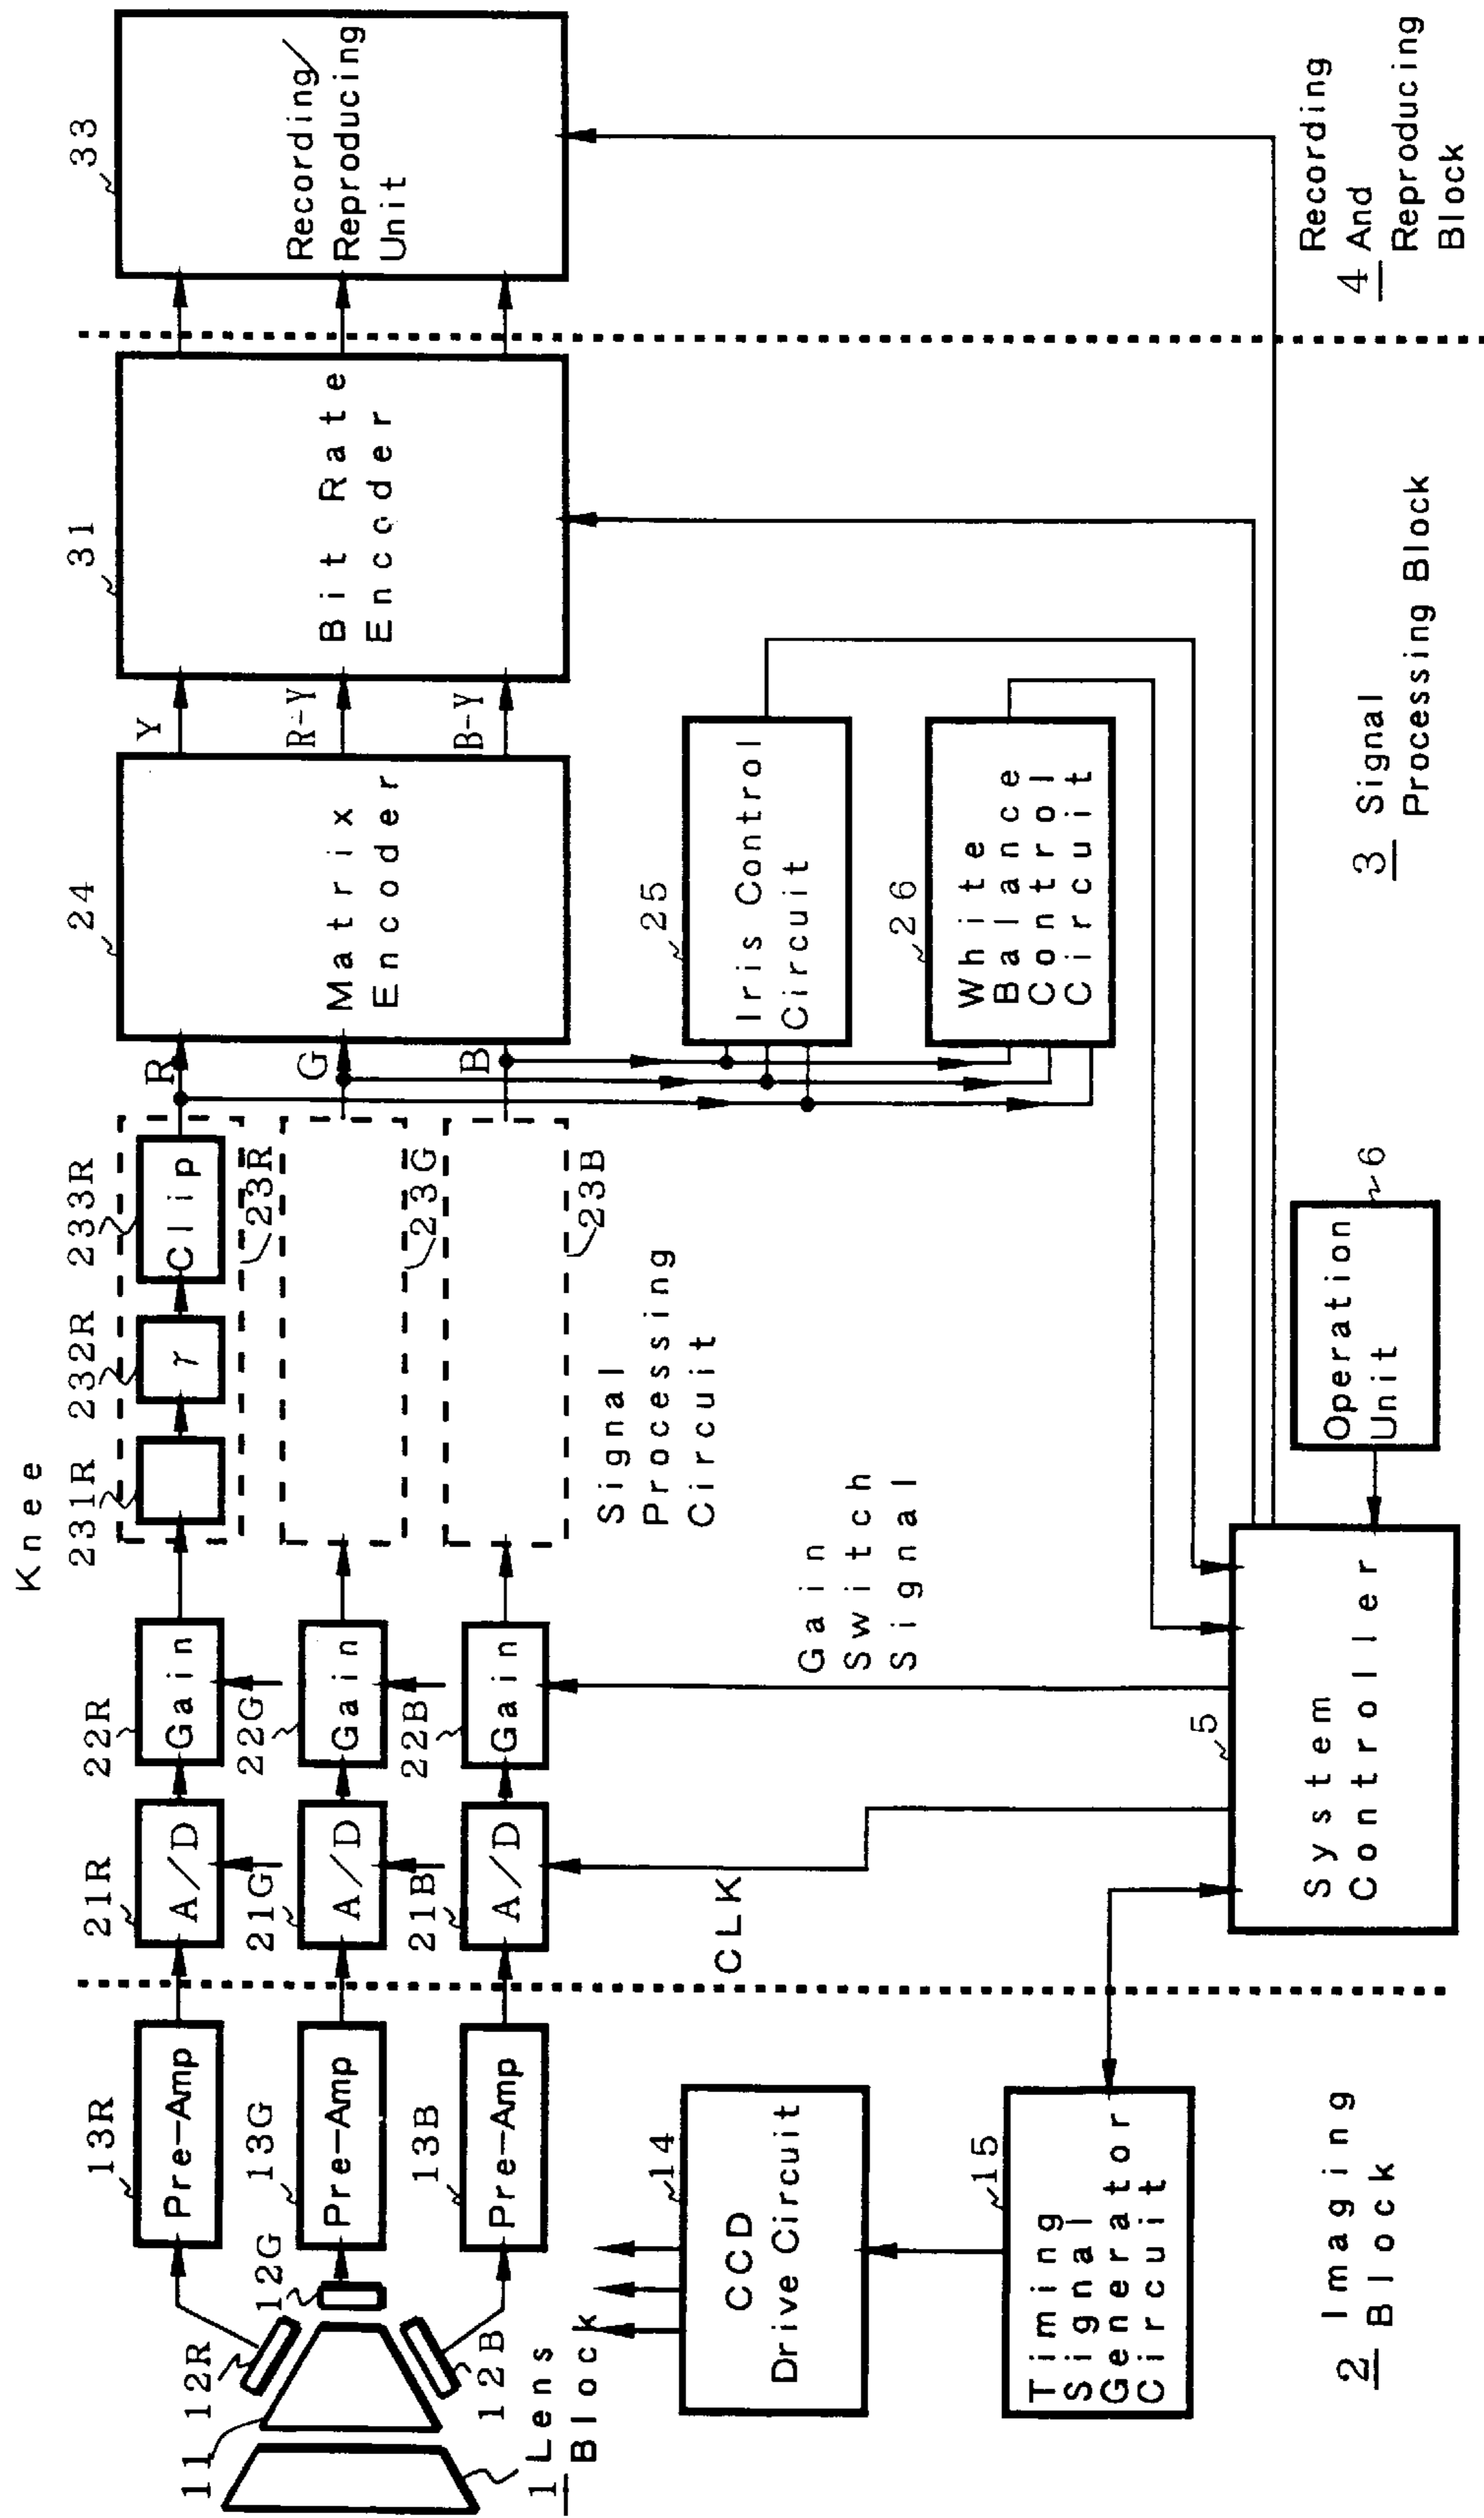 Knee
13R
21R
22R
231R
232R
233R
24
31
33
Pre-Amp
A/D
Gain
γ
Clip
R
Y
23R
12R
11
12G
13G
21G
22G
Pre-Amp
A/D
Gain
G
Matrix
Encoder
R-Y
Bit Rate
Encoder
Recording/
Reproducing
Unit
23G
13B
21B
22B
Pre-Amp
A/D
Gain
B
B-Y
12B
1 Lens
Block
23B
Signal
Processing
Circuit
14
CCD
Drive Circuit
CLK
Gain
Switch
Signal
25
Iris Control
Circuit
26
White
Balance
Control
Circuit
15
Timing
Signal
Generator
Circuit
5
System
Controller
Operation
Unit
6
2 Imaging
Block
3 Signal
Processing Block
Recording
4 And
Reproducing
Block